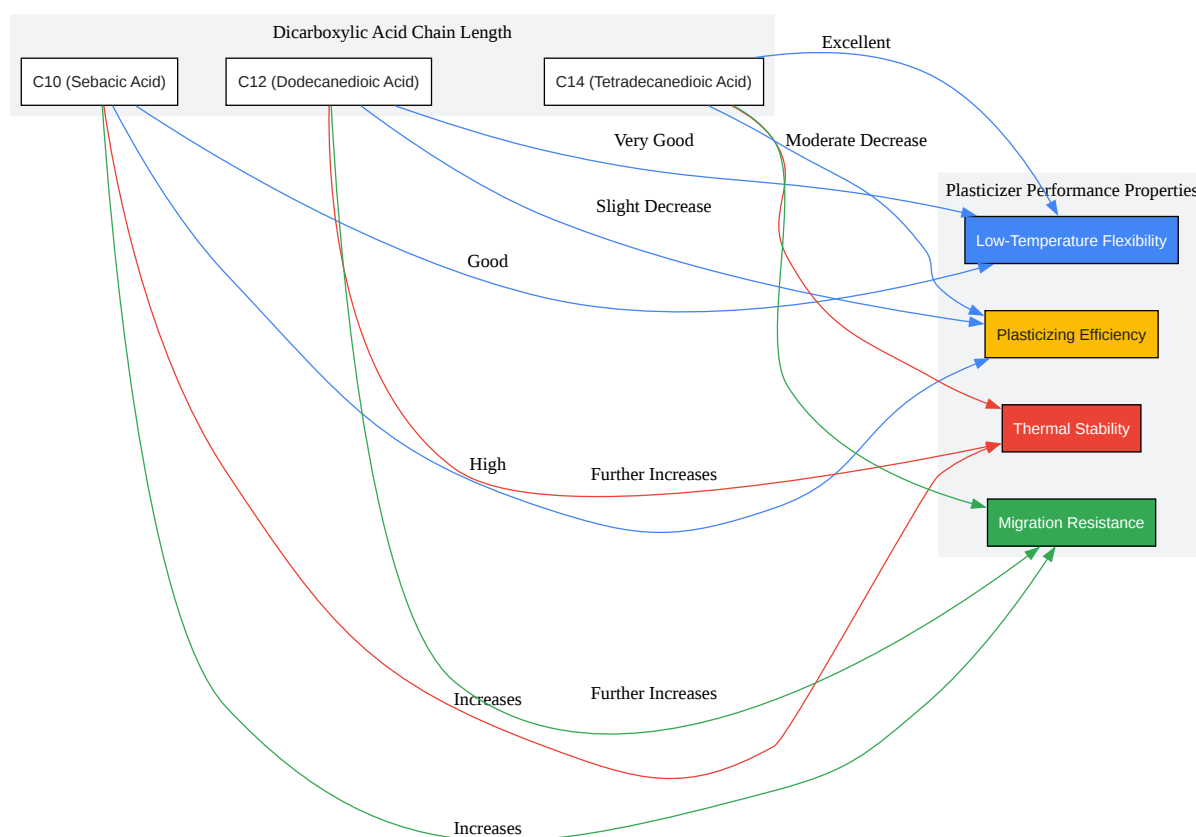 Dicarboxylic Acid Chain Length
C10 (Sebacic Acid)
C12 (Dodecanedioic Acid)
C14 (Tetradecanedioic Acid)
Excellent
Very Good
Moderate Decrease
Slight Decrease
Good
High
Further Increases
Increases
Further Increases
Increases
Plasticizer Performance Properties
Low-Temperature Flexibility
Plasticizing Efficiency
Thermal Stability
Migration Resistance